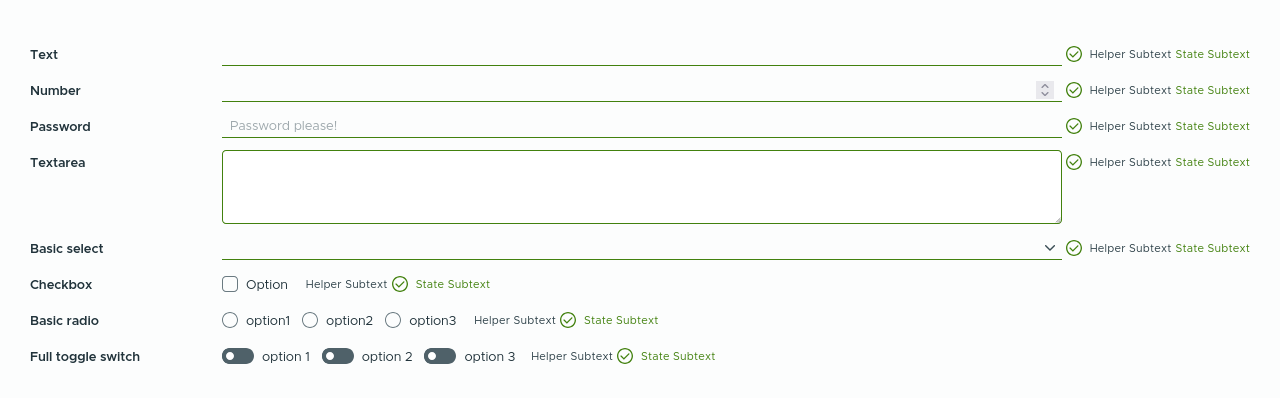 Text Helper Subtext State Subtext
Number Helper Subtext State Subtext
Password Password please! Helper Subtext State Subtext
Textarea Helper Subtext State Subtext
Basic select Helper Subtext State Subtext
Checkbox Option Helper Subtext State Subtext
Basic radio option1 option2 option3 Helper Subtext State Subtext
Full toggle switch option 1 option 2 option 3 Helper Subtext State Subtext